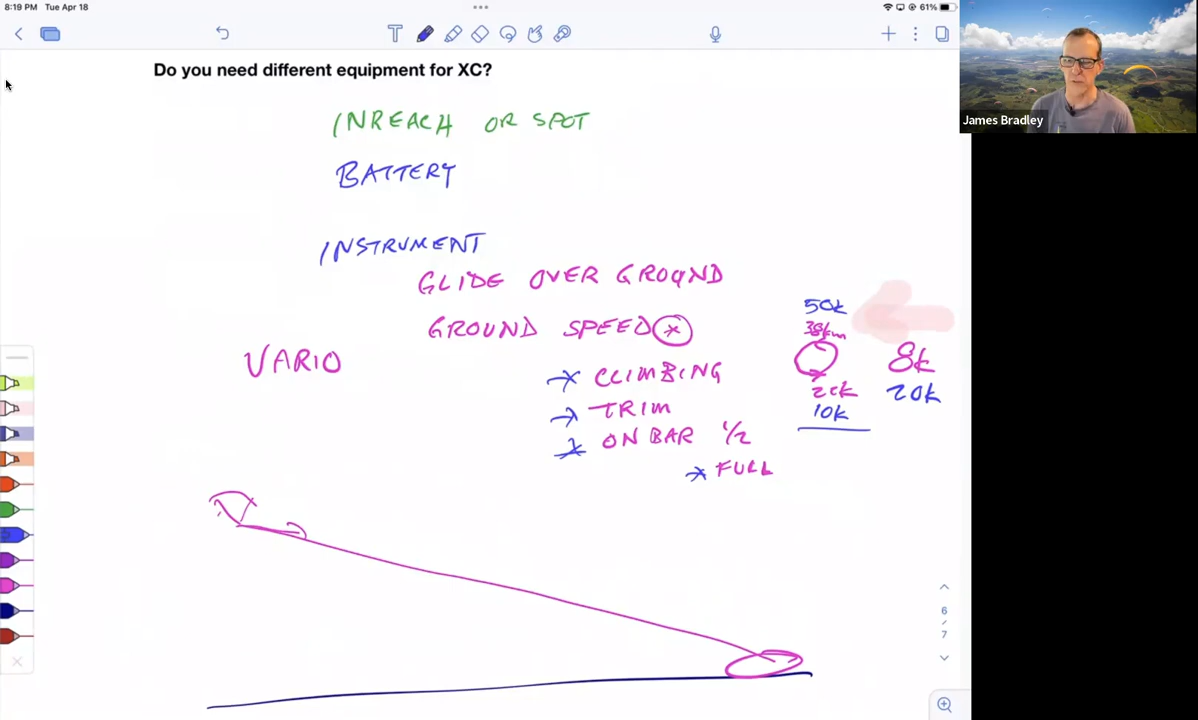 8:19 PM Tue Apr 18
61%
Do you need different equipment for XC?
James Bradley
INREACH OR SPOT
BATTERY
INSTRUMENT
GLIDE OVER GROUND
50k
GROUND SPEED
38km
VARIO
8k
CLIMBING
20k
22k
TRIM
10k
ON BAR 1/2
FULL
6
/
7